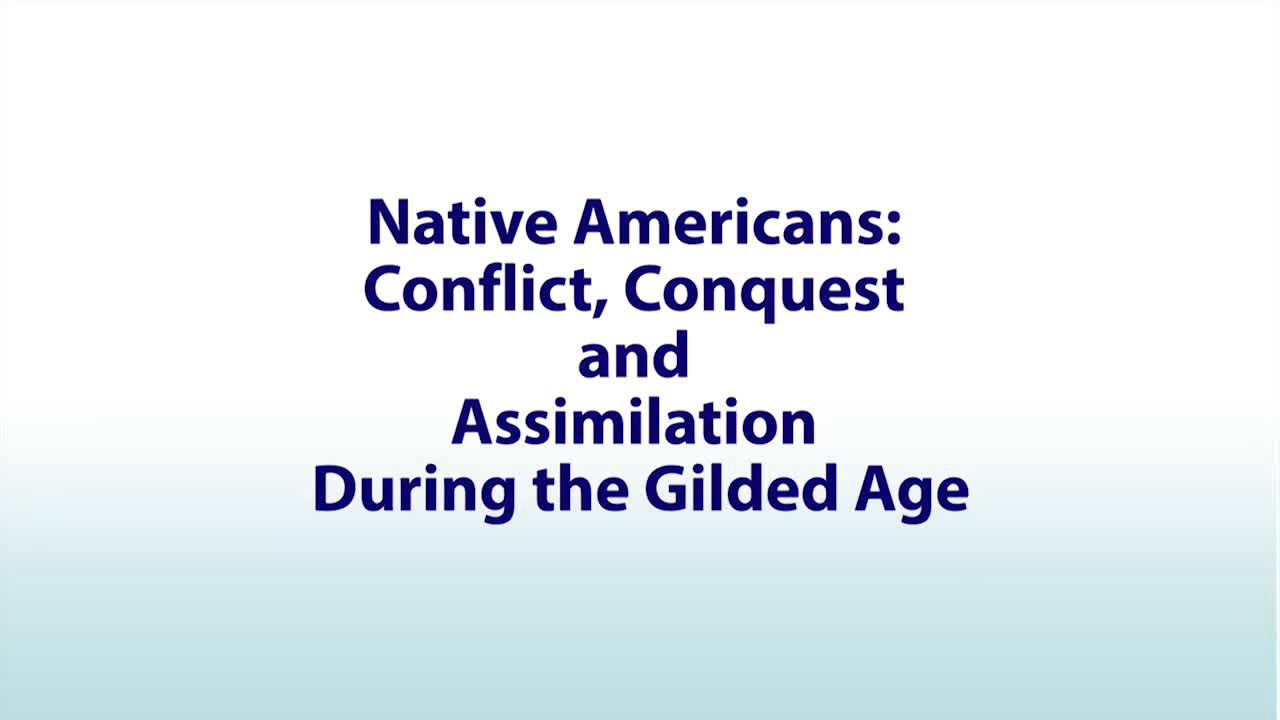 Native Americans:
Conflict, Conquest
and
Assimilation
During the Gilded Age